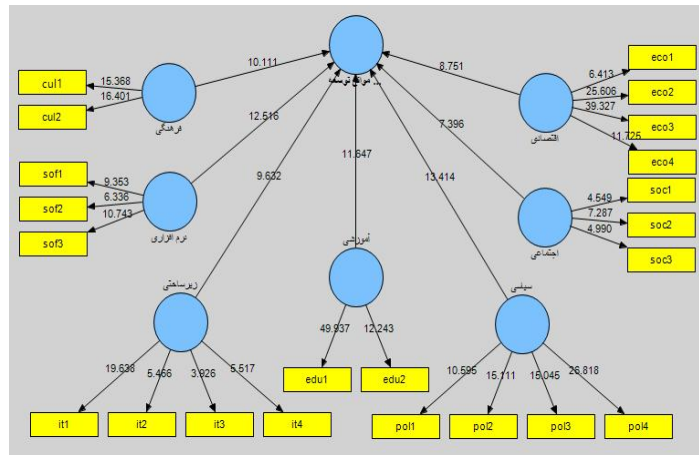 ... موانع توسعه
10.111
8.751
12.516
7.396
9.632
11.647
13.414
cul1
15.368
cul2
16.401
فرهنگی
eco1
6.413
eco2
25.606
eco3
39.327
eco4
11.725
اقتصادی
sof1
9.353
sof2
6.336
sof3
10.743
نرم افزاری
soc1
4.549
soc2
7.287
soc3
4.990
اجتماعی
زیرساختی
آموزشی
سیاسی
19.638
5.466
3.926
5.517
49.937
12.243
10.595
15.111
15.045
26.818
it1
it2
it3
it4
edu1
edu2
pol1
pol2
pol3
pol4